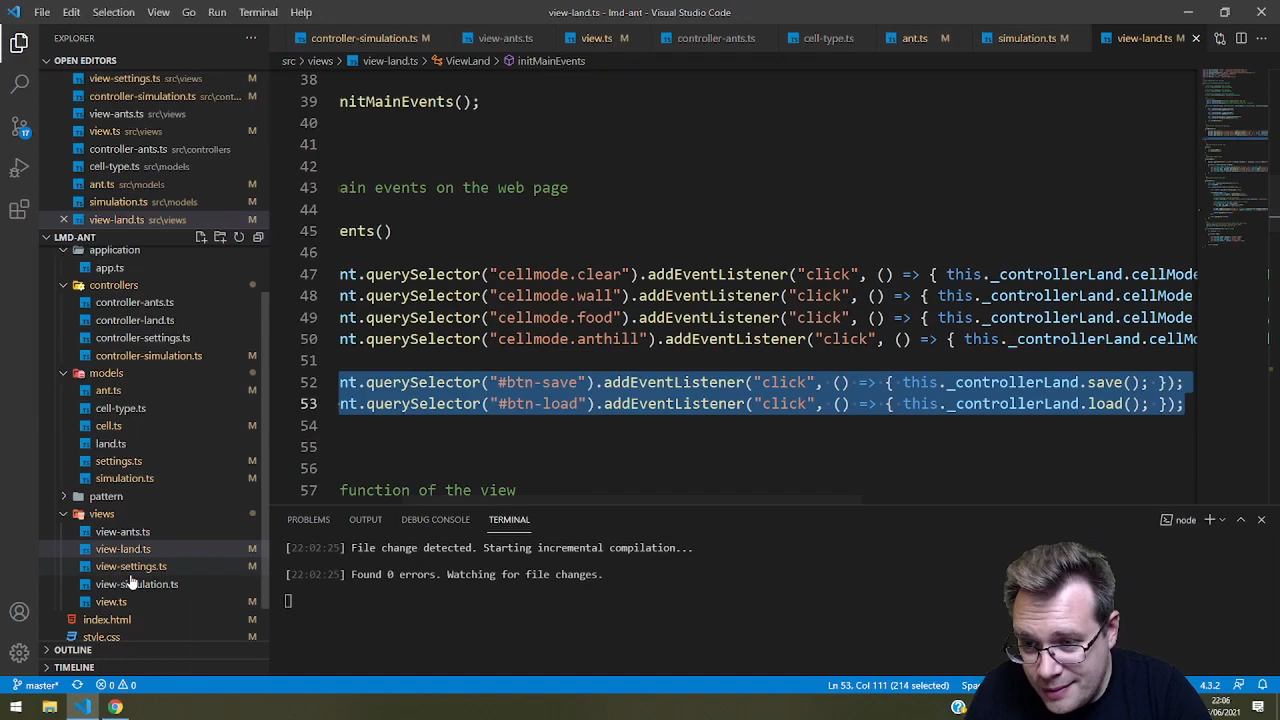 File Edit Selection View Go Run Terminal Help
view-land.ts - lmd-ant - Visual Studio Code
EXPLORER
controller-simulation.ts M view-ants.ts view.ts M controller-ants.ts cell-type.ts ant.ts M simulation.ts M view-land.ts M
OPEN EDITORS
src > views > view-land.ts > ViewLand > initMainEvents
view-settings.ts src\views M
controller-simulation.ts src\cont... M
view-ants.ts src\views
view.ts src\views M
controller-ants.ts src\controllers
cell-type.ts src\models
ant.ts src\models M
simulation.ts src\models M
view-land.ts src\views M
LMD-ANT
application
app.ts
controllers
controller-ants.ts
controller-land.ts
controller-settings.ts
controller-simulation.ts M
models
ant.ts M
cell-type.ts
cell.ts M
land.ts
settings.ts M
simulation.ts M
pattern
views
view-ants.ts
view-land.ts M
view-settings.ts M
view-simulation.ts
view.ts M
index.html M
style.css M
OUTLINE
TIMELINE
17
38
39 nitMainEvents();
40
41
42
43 ain events on the web page
44
45 ents()
46
47 nt.querySelector("cellmode.clear").addEventListener("click", () => { this._controllerLand.cellMode
48 nt.querySelector("cellmode.wall").addEventListener("click", () => { this._controllerLand.cellMode
49 nt.querySelector("cellmode.food").addEventListener("click", () => { this._controllerLand.cellMode
50 nt.querySelector("cellmode.anthill").addEventListener("click", () => { this._controllerLand.cellMo
51
52 nt.querySelector("#btn-save").addEventListener("click", () => { this._controllerLand.save(); });
53 nt.querySelector("#btn-load").addEventListener("click", () => { this._controllerLand.load(); });
54
55
56
57 function of the view
PROBLEMS OUTPUT DEBUG CONSOLE TERMINAL
node
[22:02:25] File change detected. Starting incremental compilation...
[22:02:25] Found 0 errors. Watching for file changes.
master* 0 0
Ln 53, Col 111 (214 selected) Spac
4.3.2
22:06
/06/2021